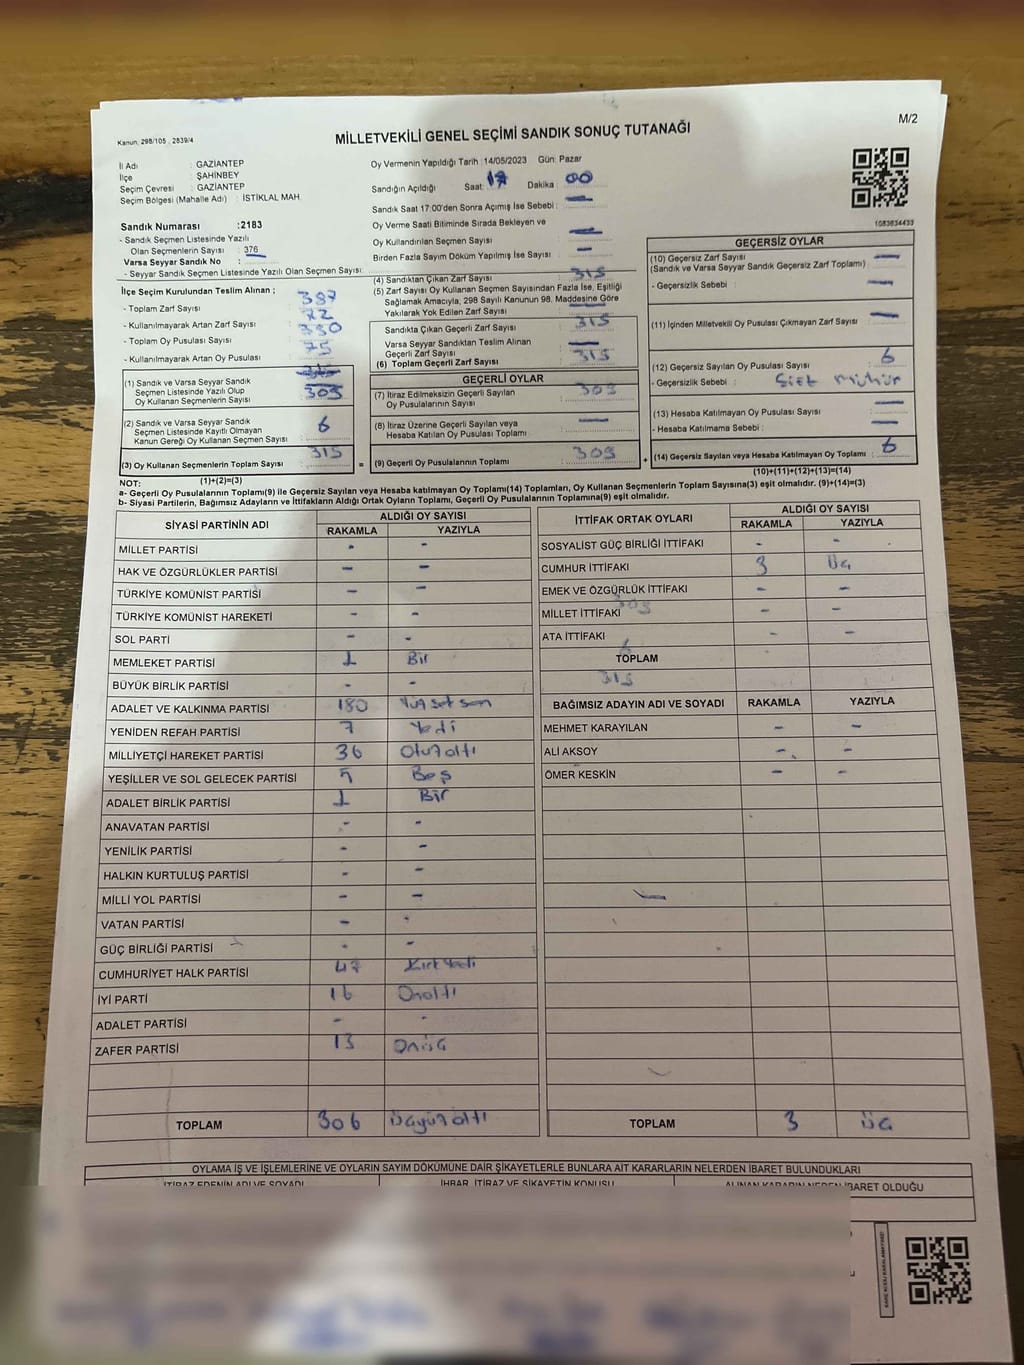 M/2
Kanun, 298/105 , 2839/4
MİLLETVEKİLİ GENEL SEÇİMİ SANDIK SONUÇ TUTANAĞI
İl Adı : GAZİANTEP
İlçe : ŞAHİNBEY
Seçim Çevresi : GAZİANTEP
Seçim Bölgesi (Mahalle Adı) : İSTİKLAL MAH
Oy Vermenin Yapıldığı Tarih :14/05/2023 Gün: Pazar
Sandığın Açıldığı Saat: 17 Dakika : 00
Sandık Saat 17:00'den Sonra Açımış İse Sebebi : —
Oy Verme Saati Bitiminde Sırada Bekleyen ve
Oy Kullandırılan Seçmen Sayısı —
Birden Fazla Sayım Döküm Yapılmış İse Sayısı : —
1083634433
Sandık Numarası :2183
- Sandık Seçmen Listesinde Yazılı
Olan Seçmenlerin Sayısı : 376
Varsa Seyyar Sandık No :
- Seyyar Sandık Seçmen Listesinde Yazılı Olan Seçmen Sayısı:
İlçe Seçim Kurulundan Teslim Alınan ;
- Toplam Zarf Sayısı : 387
- Kullanılmayarak Artan Zarf Sayısı : 72
- Toplam Oy Pusulası Sayısı
- Kullanılmayarak Artan Oy Pusulası : 75
(1) Sandık ve Varsa Seyyar Sandık
Seçmen Listesinde Yazılı Olup
Oy Kullanan Seçmenlerin Sayısı : 309
(2) Sandık ve Varsa Seyyar Sandık
Seçmen Listesinde Kayıtlı Olmayan
Kanun Gereği Oy Kullanan Seçmen Sayısı : 6
(3) Oy Kullanan Seçmenlerin Toplam Sayısı : 315
(1)+(2)=(3)
(4) Sandıktan Çıkan Zarf Sayısı : 315
(5) Zarf Sayısı Oy Kullanan Seçmen Sayısından Fazla İse, Eşitliği
Sağlamak Amacıyla, 298 Sayılı Kanunun 98. Maddesine Göre
Yakılarak Yok Edilen Zarf Sayısı : —
Sandıkta Çıkan Geçerli Zarf Sayısı : 315
Varsa Seyyar Sandıktan Teslim Alınan
Geçerli Zarf Sayısı : —
(6) Toplam Geçerli Zarf Sayısı : 315
GEÇERLİ OYLAR
(7) İtiraz Edilmeksizin Geçerli Sayılan
Oy Pusulalarının Sayısı : 309
(8) İtiraz Üzerine Geçerli Sayılan veya
Hesaba Katılan Oy Pusulası Toplamı : —
= (9) Geçerli Oy Pusulalarının Toplamı : 309
GEÇERSİZ OYLAR
(10) Geçersiz Zarf Sayısı : —
(Sandık ve Varsa Seyyar Sandık Geçersiz Zarf Toplamı)
- Geçersizlik Sebebi : —
(11) İçinden Milletvekili Oy Pusulası Çıkmayan Zarf Sayısı : —
(12) Geçersiz Sayılan Oy Pusulası Sayısı : 6
- Geçersizlik Sebebi : Çift Mühür
(13) Hesaba Katılmayan Oy Pusulası Sayısı : —
- Hesaba Katılmama Sebebi : —
+ (14) Geçersiz Sayılan veya Hesaba Katılmayan Oy Toplamı : 6
(10)+(11)+(12)+(13)=(14)
NOT:
a- Geçerli Oy Pusulalarının Toplamı(9) ile Geçersiz Sayılan veya Hesaba katılmayan Oy Toplamı(14) Toplamları, Oy Kullanan Seçmenlerin Toplam Sayısına(3) eşit olmalıdır. (9)+(14)=(3)
b- Siyasi Partilerin, Bağımsız Adayların ve İttifakların Aldığı Ortak Oyların Toplamı, Geçerli Oy Pusulalarının Toplamına(9) eşit olmalıdır.
SİYASİ PARTİNİN ADI ALDIĞI OY SAYISI
RAKAMLA YAZIYLA
MİLLET PARTİSİ - -
HAK VE ÖZGÜRLÜKLER PARTİSİ - -
TÜRKİYE KOMÜNİST PARTİSİ - -
TÜRKİYE KOMÜNİST HAREKETİ - -
SOL PARTİ - -
MEMLEKET PARTİSİ 1 Bir
BÜYÜK BİRLİK PARTİSİ - -
ADALET VE KALKINMA PARTİSİ 180 Yüzseksen
YENİDEN REFAH PARTİSİ 7 Yedi
MİLLİYETÇİ HAREKET PARTİSİ 36 Otuzaltı
YEŞİLLER VE SOL GELECEK PARTİSİ 5 Beş
ADALET BİRLİK PARTİSİ 1 Bir
ANAVATAN PARTİSİ - -
YENİLİK PARTİSİ - -
HALKIN KURTULUŞ PARTİSİ - -
MİLLİ YOL PARTİSİ - -
VATAN PARTİSİ - -
GÜÇ BİRLİĞİ PARTİSİ - -
CUMHURİYET HALK PARTİSİ 47 Kırkyedi
İYİ PARTİ 16 Onaltı
ADALET PARTİSİ - -
ZAFER PARTİSİ 13 Onüç
TOPLAM 306 üçyüzaltı
İTTİFAK ORTAK OYLARI ALDIĞI OY SAYISI
RAKAMLA YAZIYLA
SOSYALİST GÜÇ BİRLİĞİ İTTİFAKI - -
CUMHUR İTTİFAKI 3 Üç
EMEK VE ÖZGÜRLÜK İTTİFAKI - -
MİLLET İTTİFAKI - -
309
ATA İTTİFAKI - -
6
TOPLAM
315
BAĞIMSIZ ADAYIN ADI VE SOYADI RAKAMLA YAZIYLA
MEHMET KARAYILAN - -
ALİ AKSOY - -
ÖMER KESKİN - -
TOPLAM 3 üç
OYLAMA İŞ VE İŞLEMLERİNE VE OYLARIN SAYIM DÖKÜMÜNE DAİR ŞİKAYETLERLE BUNLARA AİT KARARLARIN NELERDEN İBARET BULUNDUKLARI
İTİRAZ EDENİN ADI VE SOYADI İHBAR, İTİRAZ VE ŞİKAYETİN KONUSU ALINAN KARARIN NEDEN İBARET OLDUĞU